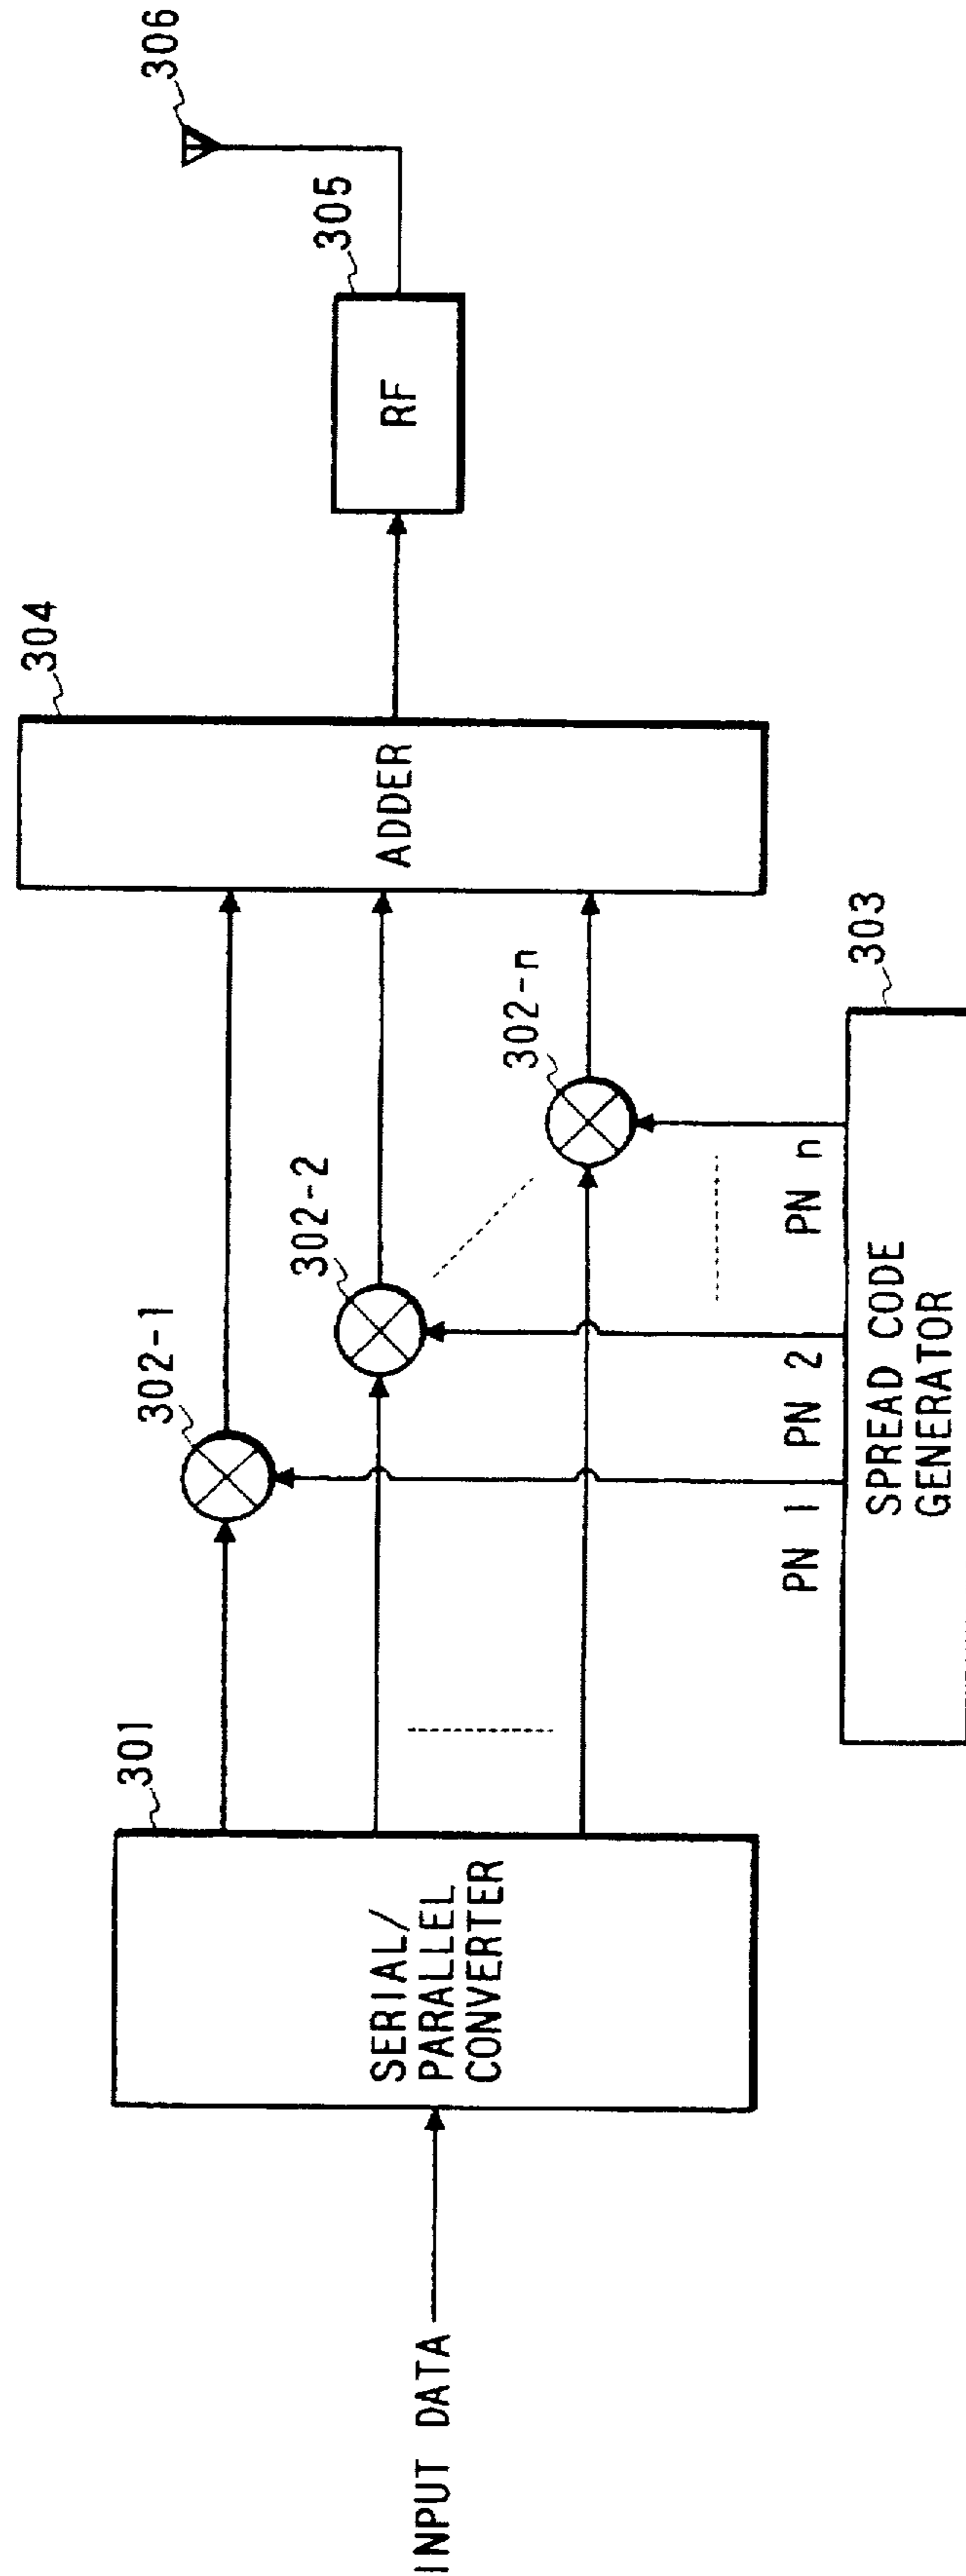 INPUT DATA
SERIAL/
PARALLEL
CONVERTER
301
302-1
302-2
302-n
PN 1
PN 2
PN n
SPREAD CODE
GENERATOR
303
ADDER
304
RF
305
306